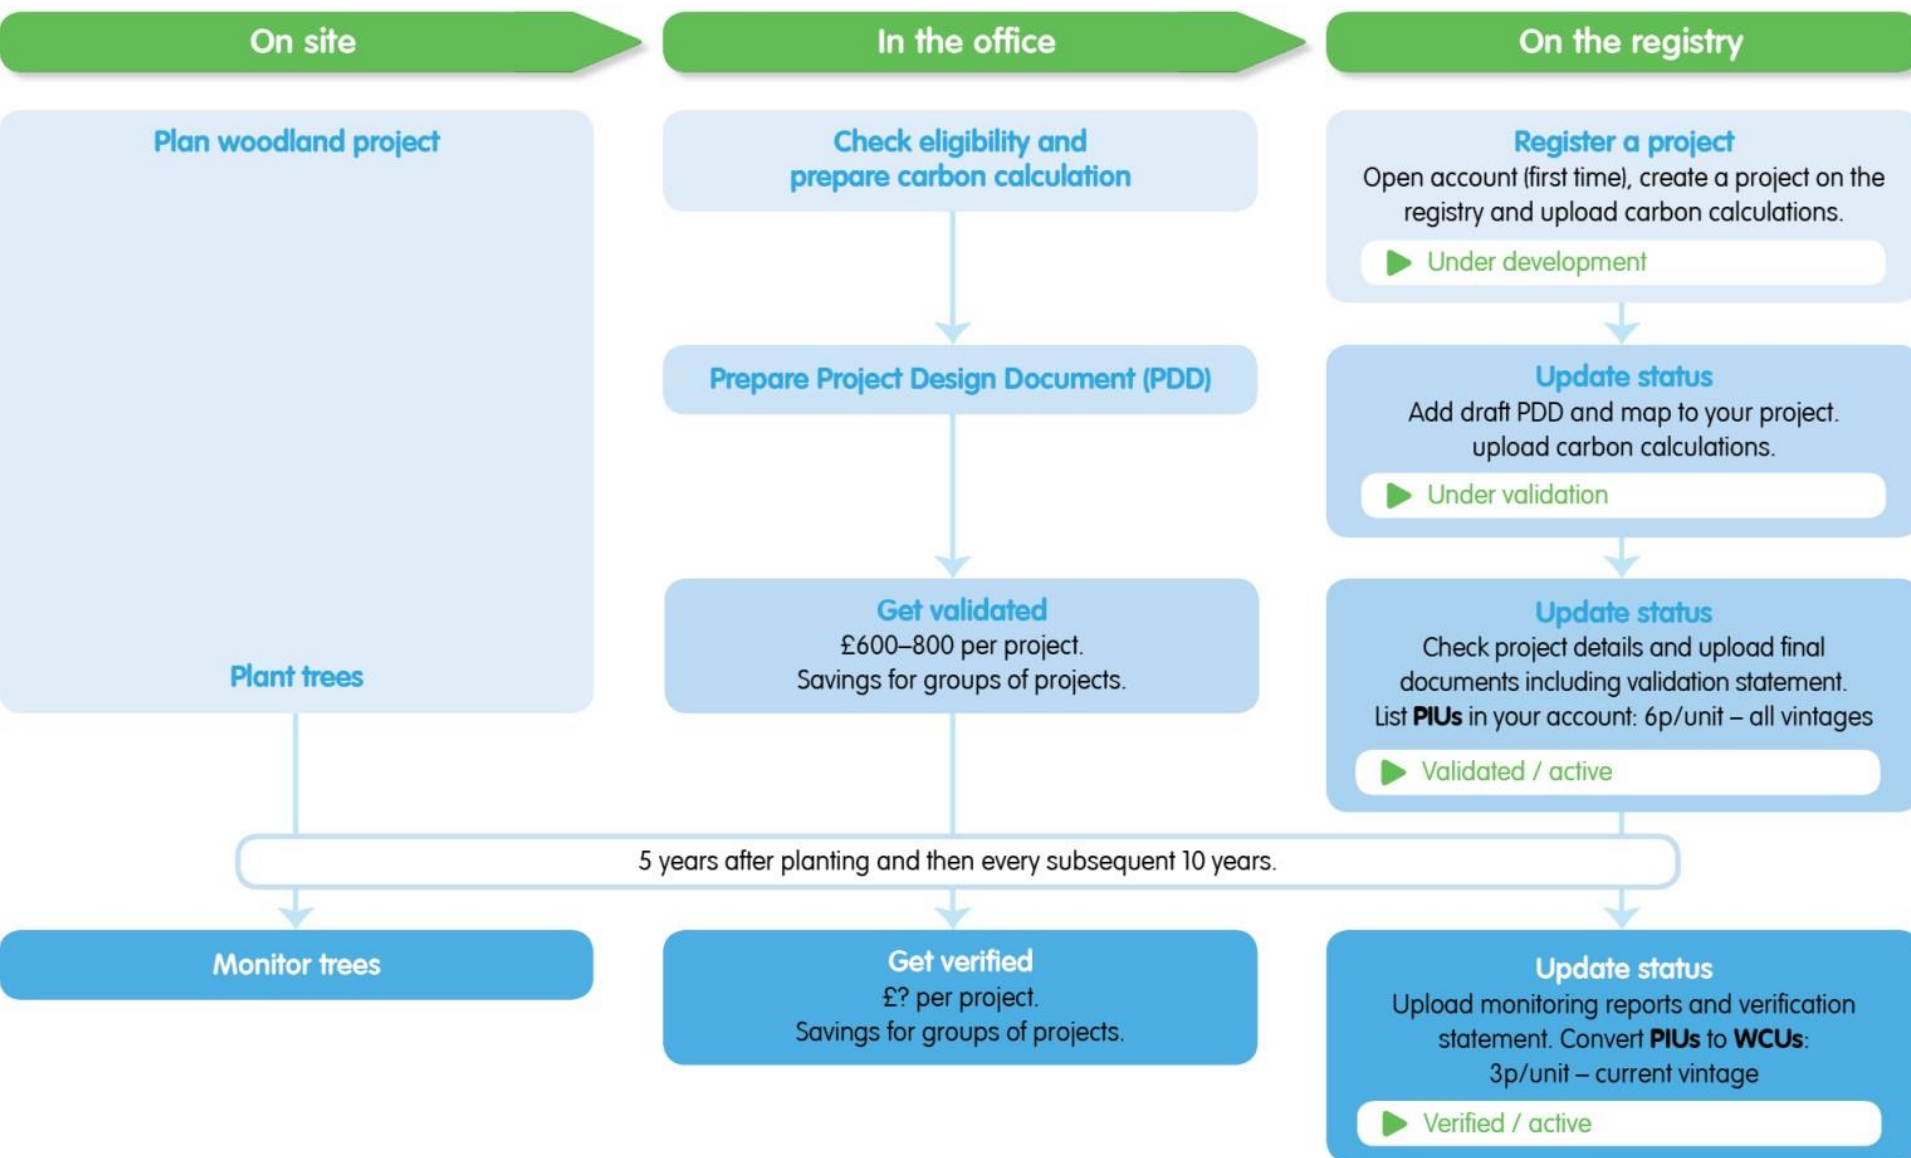 On site
In the office
On the registry
Plan woodland project
Plant trees
Check eligibility and
prepare carbon calculation
Prepare Project Design Document (PDD)
Get validated
£600–800 per project.
Savings for groups of projects.
Register a project
Open account (first time), create a project on the
registry and upload carbon calculations.
Under development
Update status
Add draft PDD and map to your project.
upload carbon calculations.
Under validation
Update status
Check project details and upload final
documents including validation statement.
List PIUs in your account: 6p/unit – all vintages
Validated / active
5 years after planting and then every subsequent 10 years.
Monitor trees
Get verified
£? per project.
Savings for groups of projects.
Update status
Upload monitoring reports and verification
statement. Convert PIUs to WCUs:
3p/unit – current vintage
Verified / active